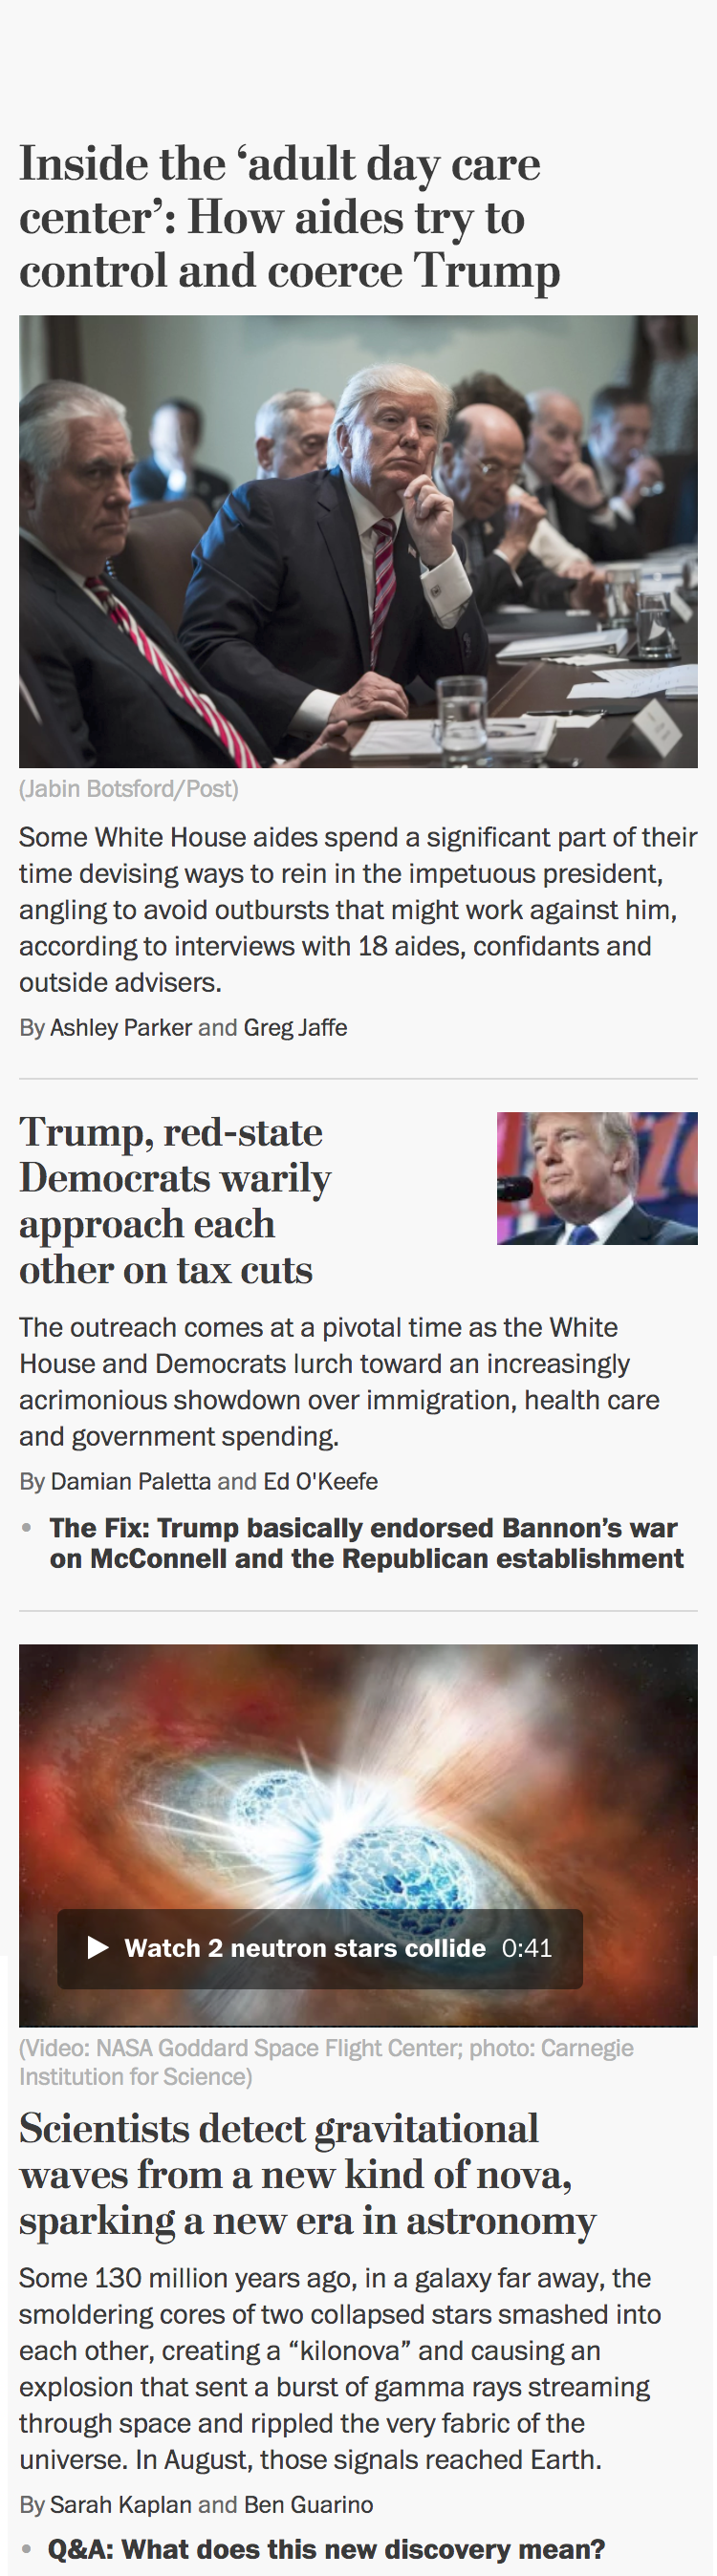 Inside the ‘adult day care
center’: How aides try to
control and coerce Trump
(Jabin Botsford/Post)
Some White House aides spend a significant part of their
time devising ways to rein in the impetuous president,
angling to avoid outbursts that might work against him,
according to interviews with 18 aides, confidants and
outside advisers.
By Ashley Parker and Greg Jaffe
Trump, red-state
Democrats warily
approach each
other on tax cuts
The outreach comes at a pivotal time as the White
House and Democrats lurch toward an increasingly
acrimonious showdown over immigration, health care
and government spending.
By Damian Paletta and Ed O'Keefe
• The Fix: Trump basically endorsed Bannon’s war
on McConnell and the Republican establishment
Watch 2 neutron stars collide 0:41
(Video: NASA Goddard Space Flight Center; photo: Carnegie
Institution for Science)
Scientists detect gravitational
waves from a new kind of nova,
sparking a new era in astronomy
Some 130 million years ago, in a galaxy far away, the
smoldering cores of two collapsed stars smashed into
each other, creating a “kilonova” and causing an
explosion that sent a burst of gamma rays streaming
through space and rippled the very fabric of the
universe. In August, those signals reached Earth.
By Sarah Kaplan and Ben Guarino
• Q&A: What does this new discovery mean?